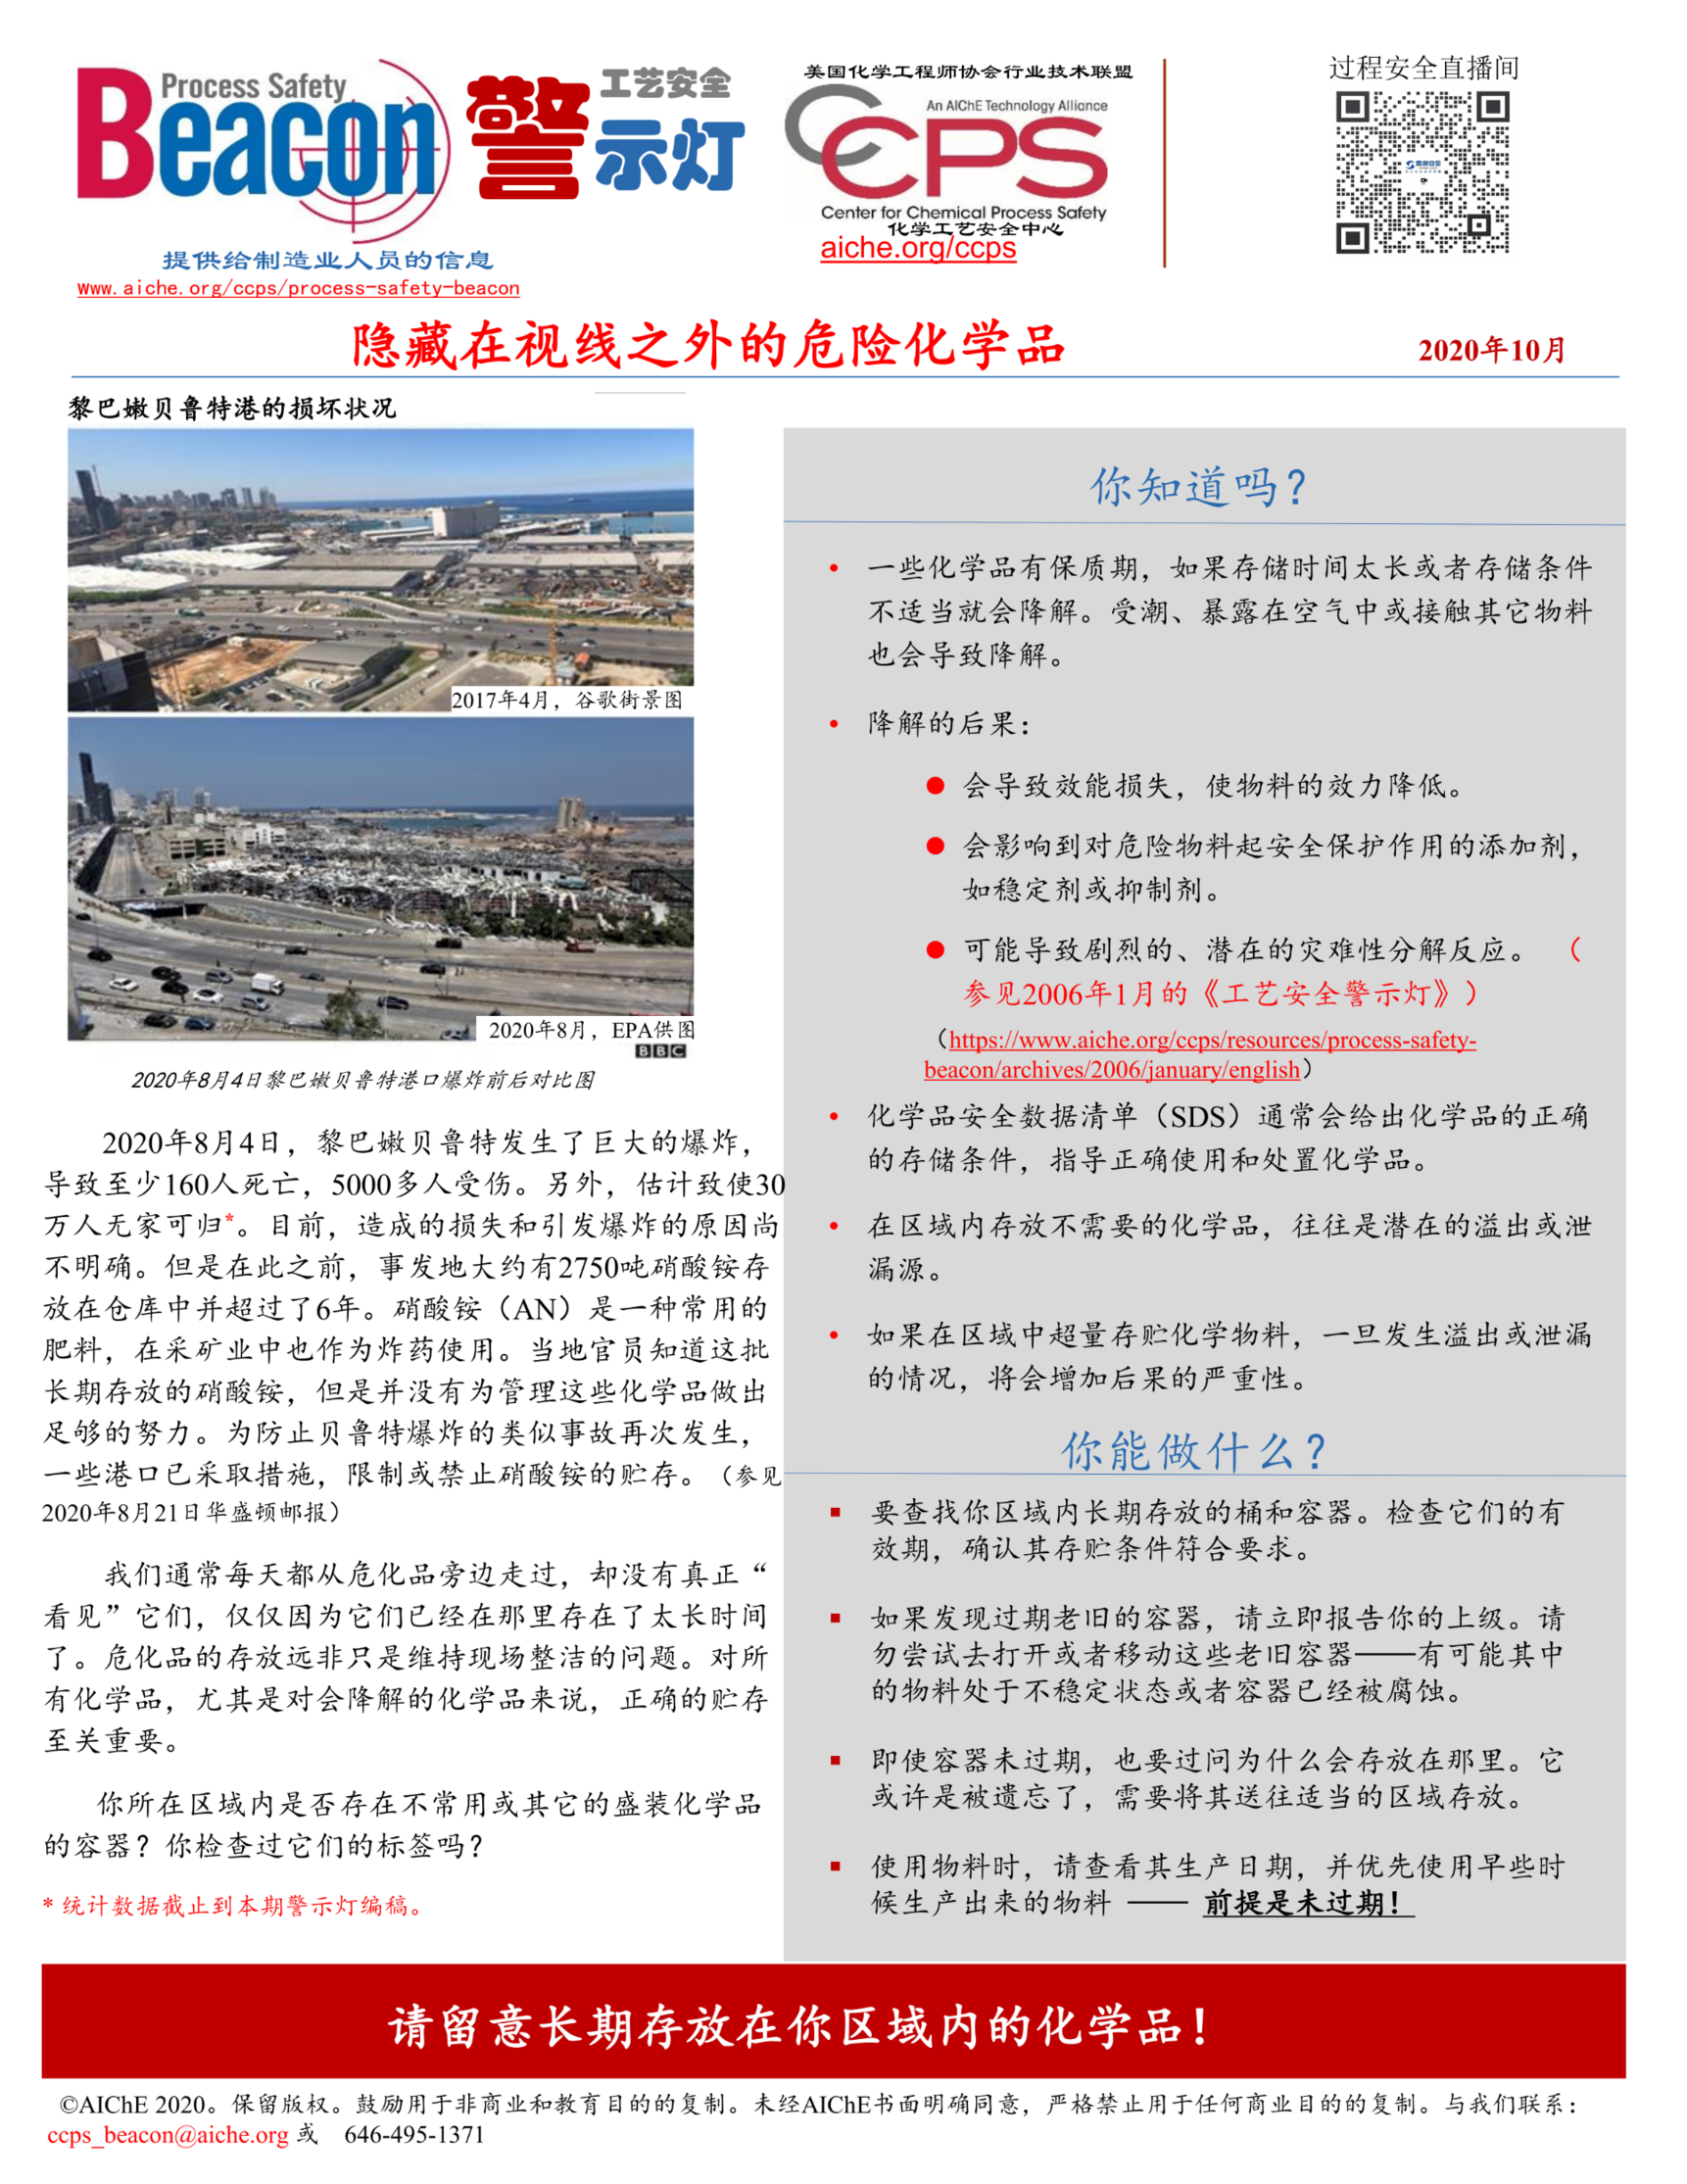 Process Safety
Beacon
警示灯
工艺安全
提供给制造业人员的信息
www.aiche.org/ccps/process-safety-beacon
美国化学工程师协会行业技术联盟
An AIChE Technology Alliance
CCPS
Center for Chemical Process Safety
化学工艺安全中心
aiche.org/ccps
过程安全直播间
隐藏在视线之外的危险化学品
2020年10月
黎巴嫩贝鲁特港的损坏状况
2017年4月，谷歌街景图
2020年8月，EPA供图
BBC
2020年8月4日黎巴嫩贝鲁特港口爆炸前后对比图
2020年8月4日，黎巴嫩贝鲁特发生了巨大的爆炸，
导致至少160人死亡，5000多人受伤。另外，估计致使30
万人无家可归*。目前，造成的损失和引发爆炸的原因尚
不明确。但是在此之前，事发地大约有2750吨硝酸铵存
放在仓库中并超过了6年。硝酸铵（AN）是一种常用的
肥料，在采矿业中也作为炸药使用。当地官员知道这批
长期存放的硝酸铵，但是并没有为管理这些化学品做出
足够的努力。为防止贝鲁特爆炸的类似事故再次发生，
一些港口已采取措施，限制或禁止硝酸铵的贮存。（参见
2020年8月21日华盛顿邮报）
我们通常每天都从危化品旁边走过，却没有真正“
看见”它们，仅仅因为它们已经在那里存在了太长时间
了。危化品的存放远非只是维持现场整洁的问题。对所
有化学品，尤其是对会降解的化学品来说，正确的贮存
至关重要。
你所在区域内是否存在不常用或其它的盛装化学品
的容器？你检查过它们的标签吗？
* 统计数据截止到本期警示灯编稿。
你知道吗？
• 一些化学品有保质期，如果存储时间太长或者存储条件
不适当就会降解。受潮、暴露在空气中或接触其它物料
也会导致降解。
• 降解的后果：
● 会导致效能损失，使物料的效力降低。
● 会影响到对危险物料起安全保护作用的添加剂，
如稳定剂或抑制剂。
● 可能导致剧烈的、潜在的灾难性分解反应。 （
参见2006年1月的《工艺安全警示灯》）
（https://www.aiche.org/ccps/resources/process-safety-
beacon/archives/2006/january/english）
• 化学品安全数据清单（SDS）通常会给出化学品的正确
的存储条件，指导正确使用和处置化学品。
• 在区域内存放不需要的化学品，往往是潜在的溢出或泄
漏源。
• 如果在区域中超量存贮化学物料，一旦发生溢出或泄漏
的情况，将会增加后果的严重性。
你能做什么？
▪ 要查找你区域内长期存放的桶和容器。检查它们的有
效期，确认其存贮条件符合要求。
▪ 如果发现过期老旧的容器，请立即报告你的上级。请
勿尝试去打开或者移动这些老旧容器——有可能其中
的物料处于不稳定状态或者容器已经被腐蚀。
▪ 即使容器未过期，也要过问为什么会存放在那里。它
或许是被遗忘了，需要将其送往适当的区域存放。
▪ 使用物料时，请查看其生产日期，并优先使用早些时
候生产出来的物料 —— 前提是未过期！
请留意长期存放在你区域内的化学品！
©AIChE 2020。保留版权。鼓励用于非商业和教育目的的复制。未经AIChE书面明确同意，严格禁止用于任何商业目的的复制。与我们联系：
ccps_beacon@aiche.org 或 646-495-1371